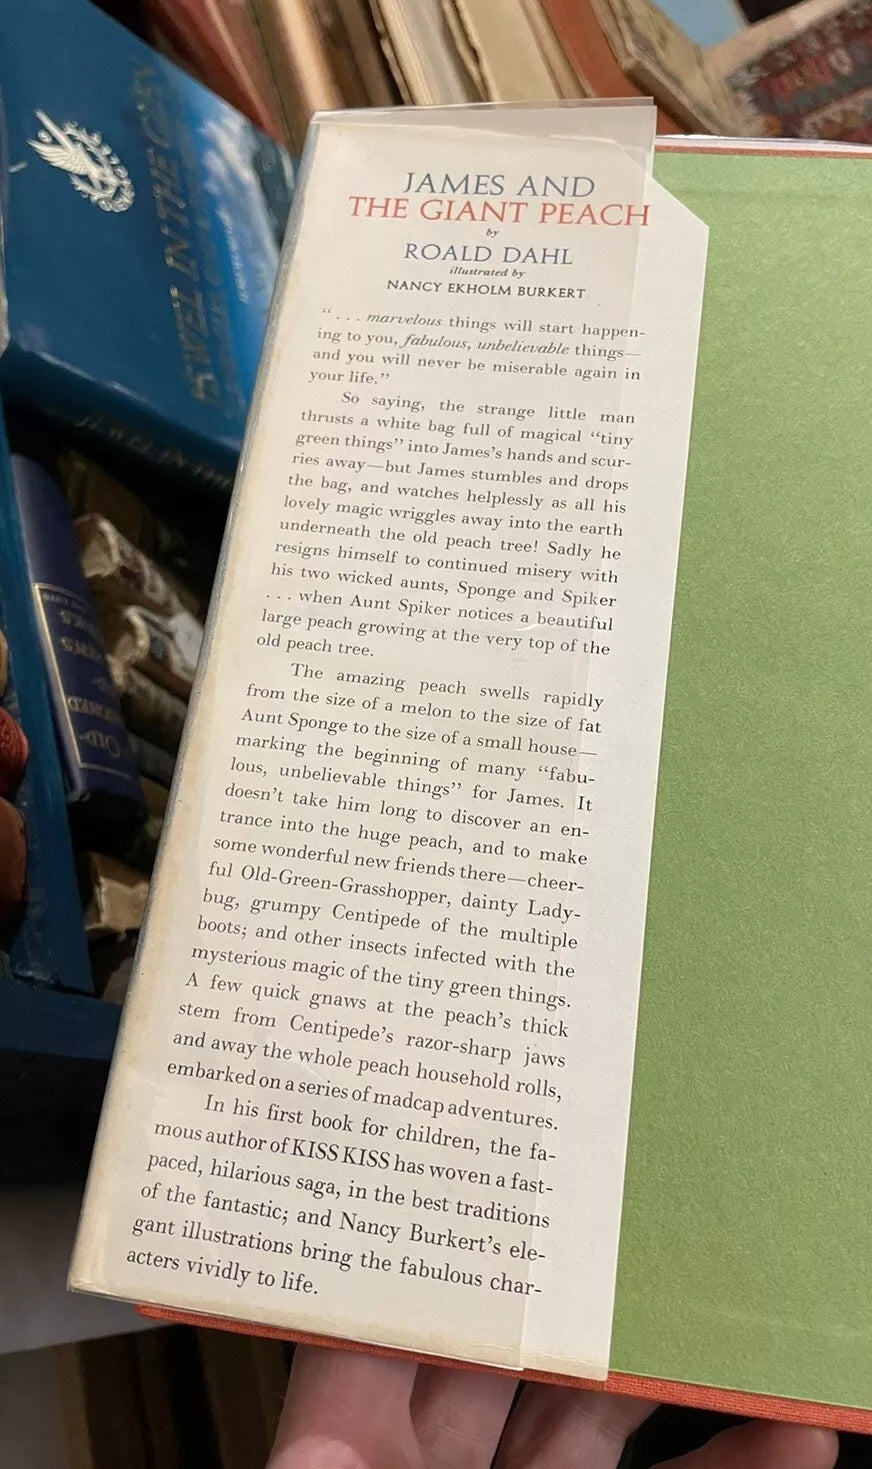 JAMES AND
THE GIANT PEACH
by
ROALD DAHL
illustrated by
NANCY EKHOLM BURKERT
“ . . . marvelous things will start happen-
ing to you, fabulous, unbelievable things—
and you will never be miserable again in
your life.”
So saying, the strange little man
thrusts a white bag full of magical “tiny
green things” into James’s hands and scur-
ries away—but James stumbles and drops
the bag, and watches helplessly as all his
lovely magic wriggles away into the earth
underneath the old peach tree! Sadly he
resigns himself to continued misery with
his two wicked aunts, Sponge and Spiker
. . . when Aunt Spiker notices a beautiful
large peach growing at the very top of the
old peach tree.
The amazing peach swells rapidly
from the size of a melon to the size of fat
Aunt Sponge to the size of a small house—
marking the beginning of many “fabu-
lous, unbelievable things” for James. It
doesn’t take him long to discover an en-
trance into the huge peach, and to make
some wonderful new friends there—cheer-
ful Old-Green-Grasshopper, dainty Lady-
bug, grumpy Centipede of the multiple
boots; and other insects infected with the
mysterious magic of the tiny green things.
A few quick gnaws at the peach’s thick
stem from Centipede’s razor-sharp jaws
and away the whole peach household rolls,
embarked on a series of madcap adventures.
In his first book for children, the fa-
mous author of KISS KISS has woven a fast-
paced, hilarious saga, in the best traditions
of the fantastic; and Nancy Burkert’s ele-
gant illustrations bring the fabulous char-
acters vividly to life.
JEWEL IN THE